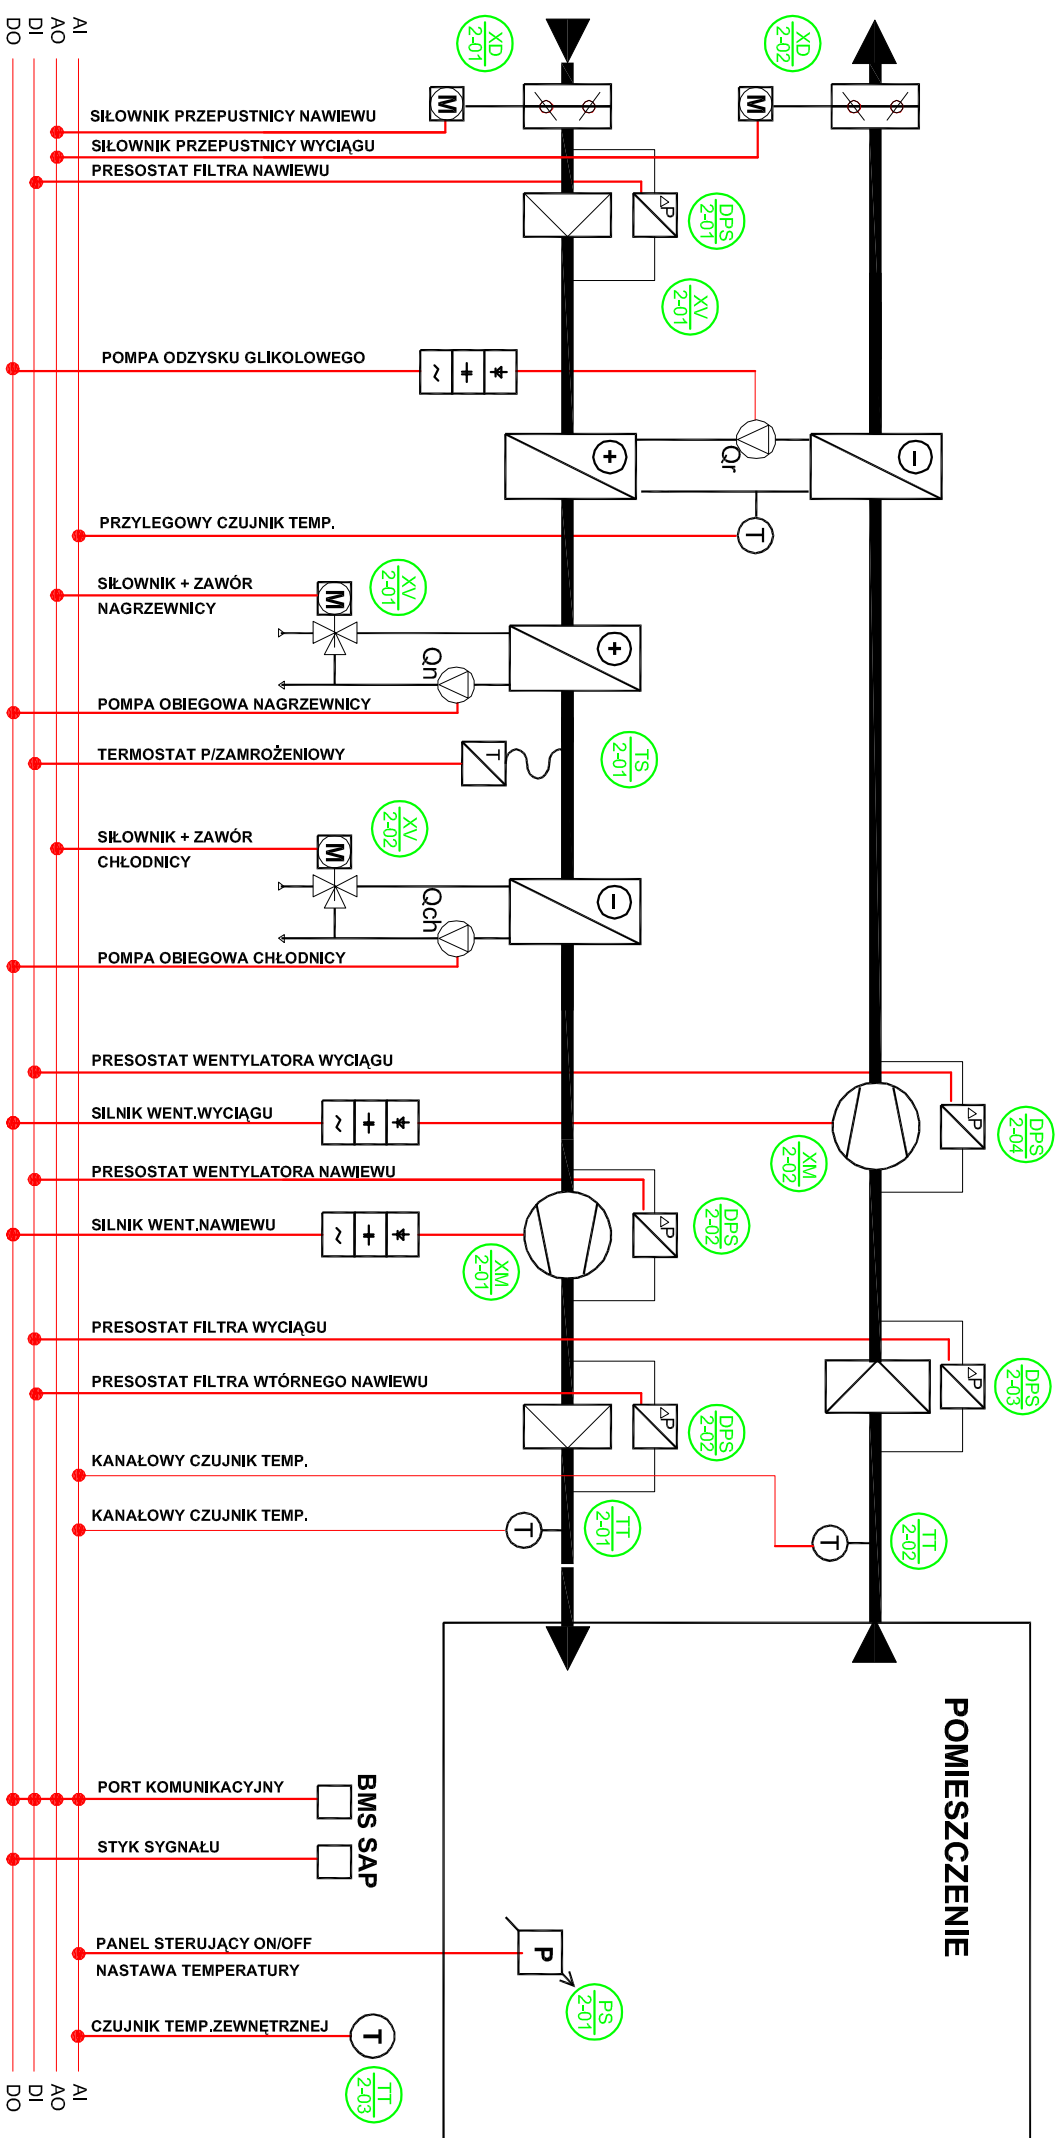 AI
AO
DI
DO
XD
2-01
XD
2-02
M
M
SIŁOWNIK PRZEPUSTNICY NAWIEWU
SIŁOWNIK PRZEPUSTNICY WYCIĄGU
PRESOSTAT FILTRA NAWIEWU
ΔP
DPS
2-01
XV
2-01
POMPA ODZYSKU GLIKOLOWEGO
~
+
-
Qr
PRZYLEGOWY CZUJNIK TEMP.
T
SIŁOWNIK + ZAWÓR
NAGRZEWNICY
M
XV
2-01
+
Qn
POMPA OBIEGOWA NAGRZEWNICY
TERMOSTAT P/ZAMROŻENIOWY
T
TS
2-01
SIŁOWNIK + ZAWÓR
CHŁODNICY
M
XV
2-02
-
Qch
POMPA OBIEGOWA CHŁODNICY
PRESOSTAT WENTYLATORA WYCIĄGU
ΔP
DPS
2-04
SILNIK WENT.WYCIĄGU
~
XM
2-02
PRESOSTAT WENTYLATORA NAWIEWU
ΔP
DPS
2-02
SILNIK WENT.NAWIEWU
~
XM
2-01
PRESOSTAT FILTRA WYCIĄGU
ΔP
DPS
2-03
PRESOSTAT FILTRA WTÓRNEGO NAWIEWU
ΔP
DPS
2-02
KANAŁOWY CZUJNIK TEMP.
KANAŁOWY CZUJNIK TEMP.
T
TT
2-01
T
TT
2-02
POMIESZCZENIE
PORT KOMUNIKACYJNY
BMS SAP
STYK SYGNAŁU
PANEL STERUJĄCY ON/OFF
NASTAWA TEMPERATURY
P
PS
2-01
CZUJNIK TEMP.ZEWNĘTRZNEJ
T
TT
2-03
AI
AO
DI
DO